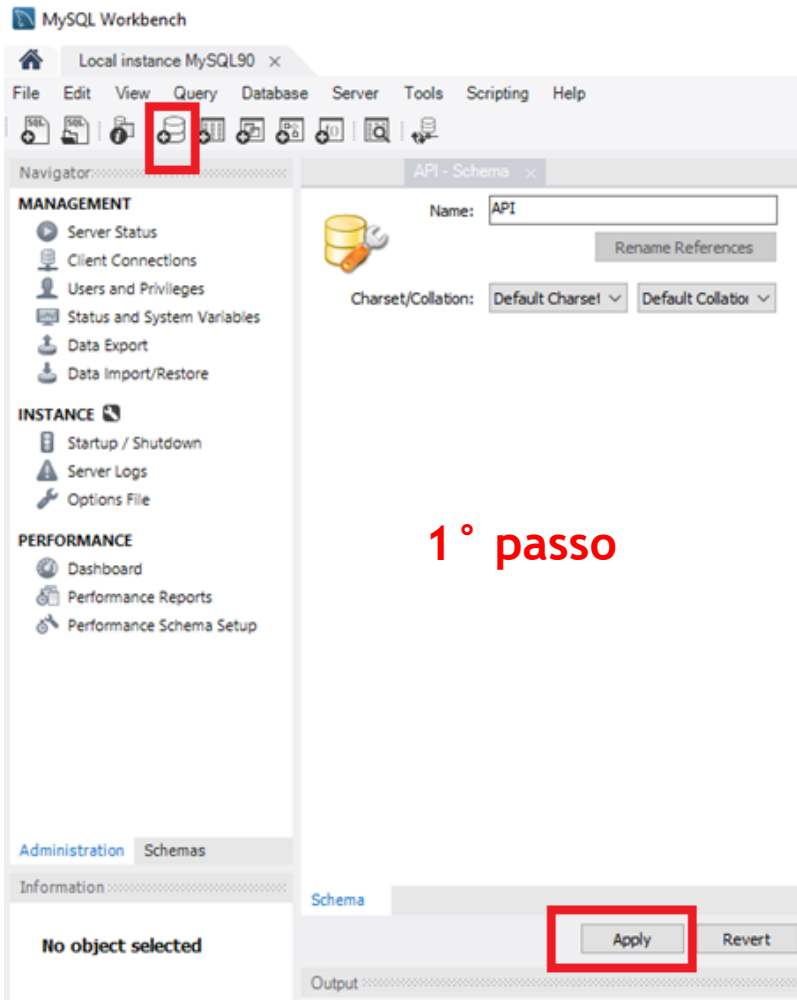 MySQL Workbench
Local instance MySQL90 ×
File Edit View Query Database Server Tools Scripting Help
SQL SQL
Navigator
API - Schema ×
MANAGEMENT
Server Status
Client Connections
Users and Privileges
Status and System Variables
Data Export
Data Import/Restore
INSTANCE
Startup / Shutdown
Server Logs
Options File
PERFORMANCE
Dashboard
Performance Reports
Performance Schema Setup
Administration Schemas
Information
No object selected
Name: API
Rename References
Charset/Collation: Default Charset Default Collation
1° passo
Schema
Apply Revert
Output